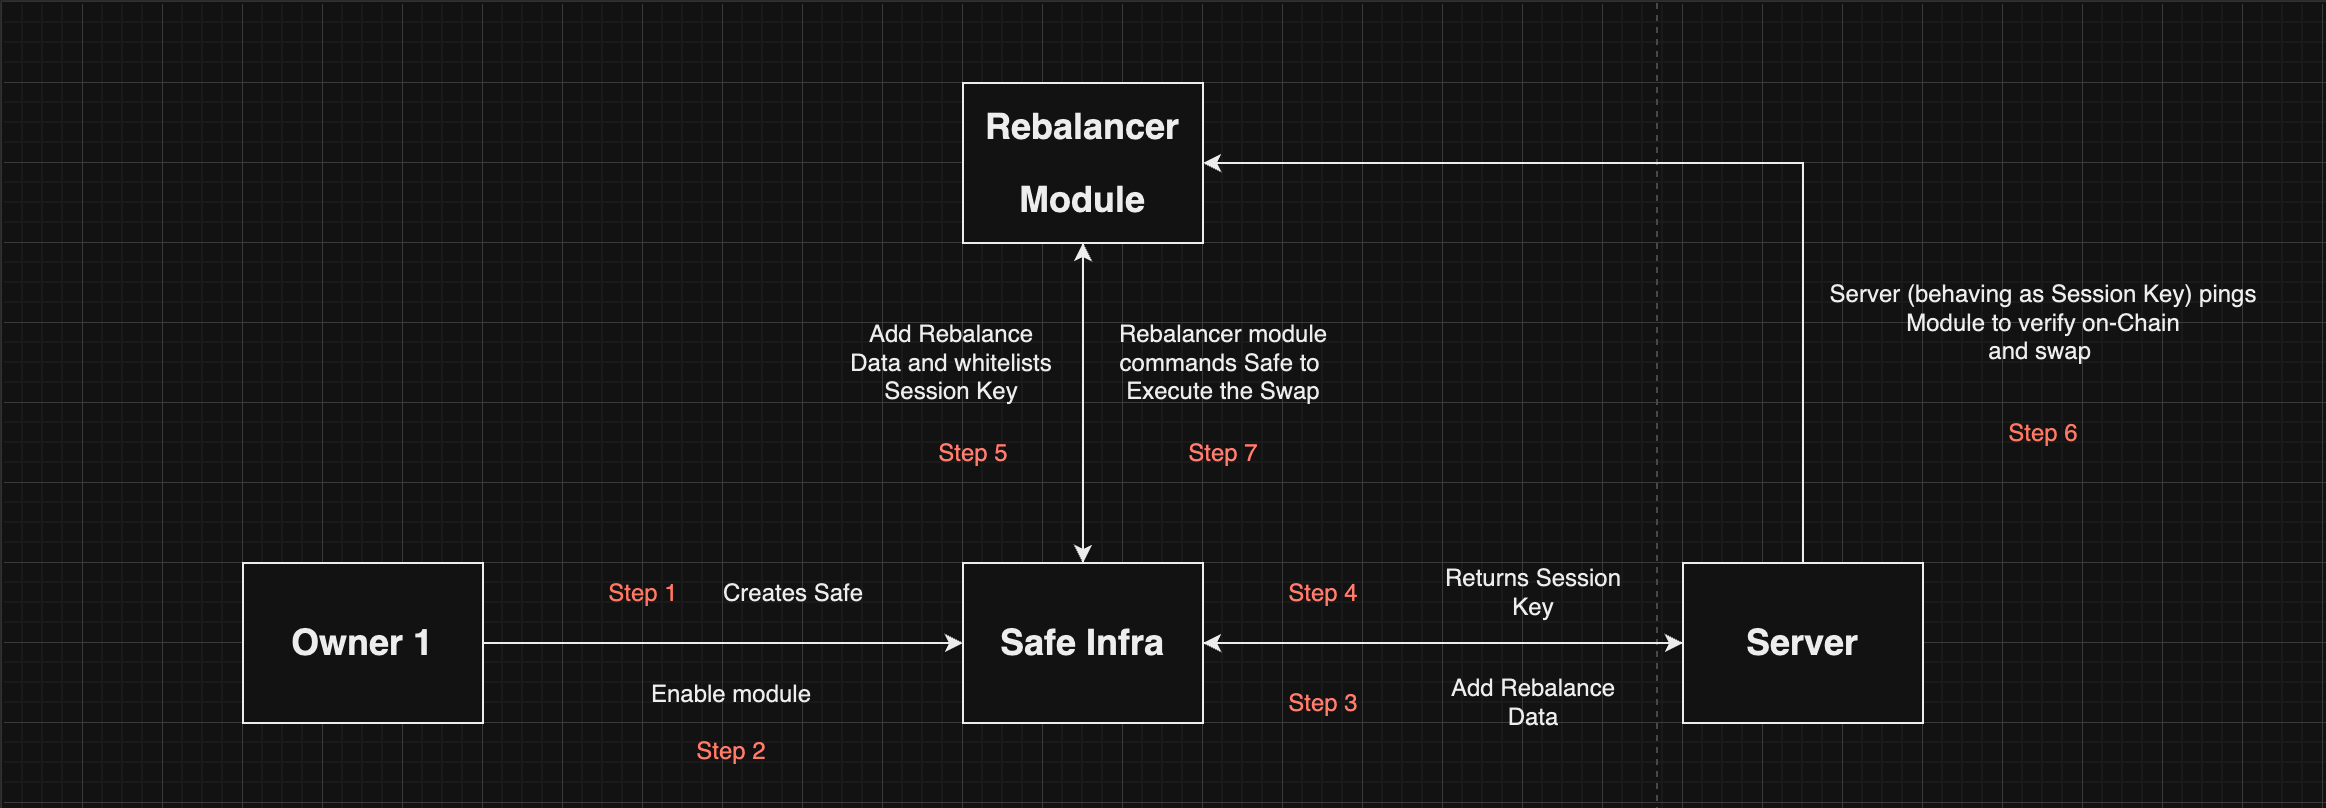 Rebalancer
Module
Server (behaving as Session Key) pings
Module to verify on-Chain
and swap
Step 6
Add Rebalance
Data and whitelists
Session Key
Step 5
Rebalancer module
commands Safe to
Execute the Swap
Step 7
Owner 1
Step 1
Creates Safe
Enable module
Step 2
Safe Infra
Step 4
Returns Session
Key
Step 3
Add Rebalance
Data
Server